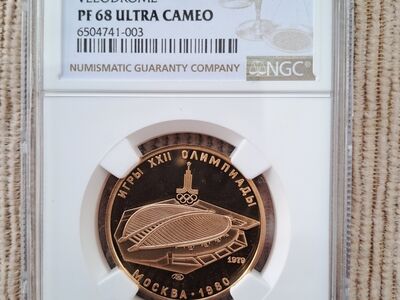 VELODROME
PF 68 ULTRA CAMEO
6504741-003
NUMISMATIC GUARANTY COMPANY
NGC
ИГРЫ XXII ОЛИМПИАДЫ
1979
МОСКВА·1980